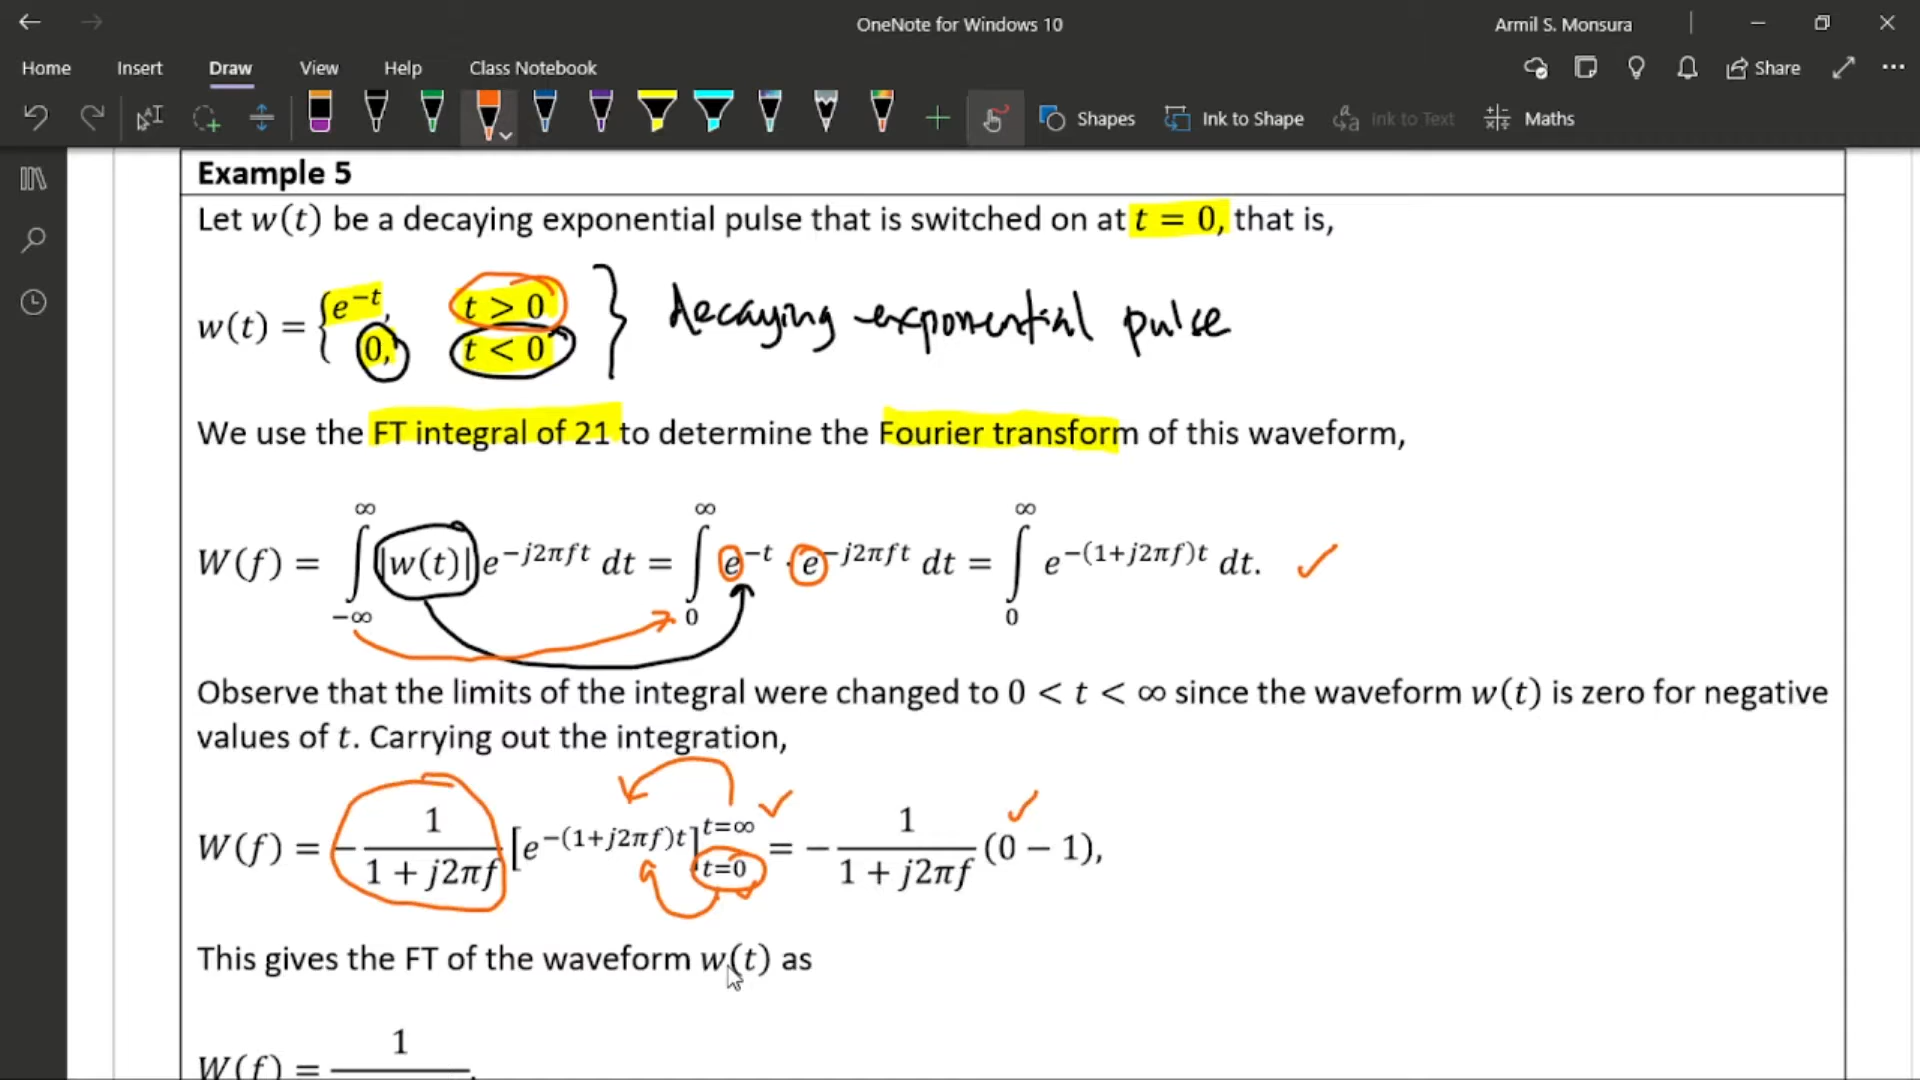 OneNote for Windows 10
Armil S. Monsura
Home Insert Draw View Help Class Notebook
Share
Shapes Ink to Shape Ink to Text Maths
Example 5
Let w(t) be a decaying exponential pulse that is switched on at t = 0, that is,
w(t) = { e^{−t}, t > 0
0, t < 0
} decaying exponential pulse
We use the FT integral of 21 to determine the Fourier transform of this waveform,
W(f) = ∫_{−∞}^{∞} |w(t)| e^{−j2πft} dt = ∫_{0}^{∞} e^{−t} · e^{−j2πft} dt = ∫_{0}^{∞} e^{−(1+j2πf)t} dt. ✓
Observe that the limits of the integral were changed to 0 < t < ∞ since the waveform w(t) is zero for negative
values of t. Carrying out the integration,
W(f) = − 1/(1 + j2πf) [e^{−(1+j2πf)t}]_{t=0}^{t=∞} = − 1/(1 + j2πf) (0 − 1),
This gives the FT of the waveform w(t) as
W(f) = 1